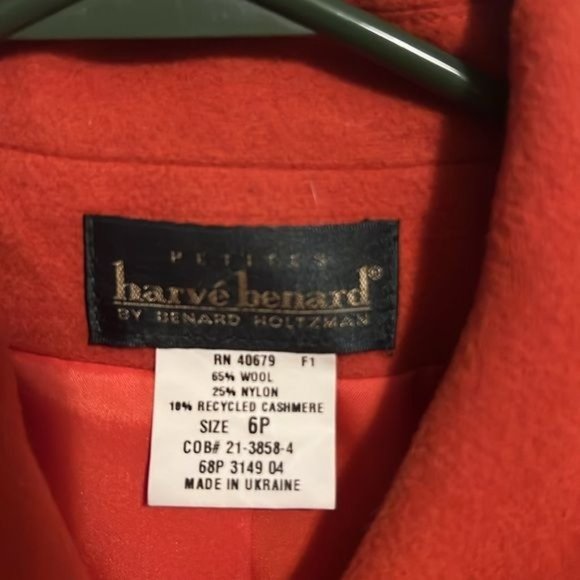 PETITES
harvé benard®
BY BENARD HOLTZMAN
RN 40679 F1
65% WOOL
25% NYLON
10% RECYCLED CASHMERE
SIZE 6P
COB# 21-3858-4
68P 3149 04
MADE IN UKRAINE